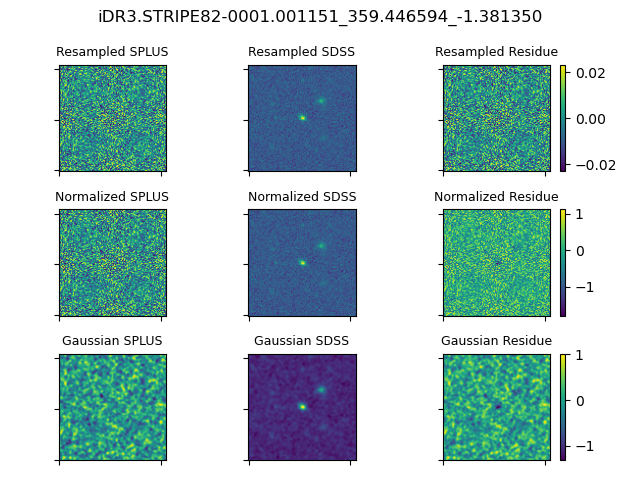 iDR3.STRIPE82-0001.001151_359.446594_-1.381350
Resampled SPLUS
Resampled SDSS
Resampled Residue
0.02
0.00
−0.02
Normalized SPLUS
Normalized SDSS
Normalized Residue
1
0
−1
Gaussian SPLUS
Gaussian SDSS
Gaussian Residue
1
0
−1